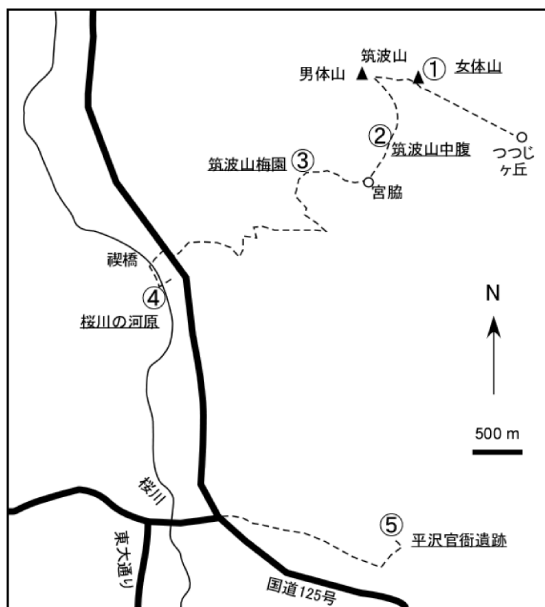 筑波山
①
女体山
男体山
②
筑波山中腹
つつじ
ヶ丘
筑波山梅園
③
宮脇
禊橋
④
桜川の河原
N
500 m
桜川
東大通り
⑤
平沢官衙遺跡
国道125号